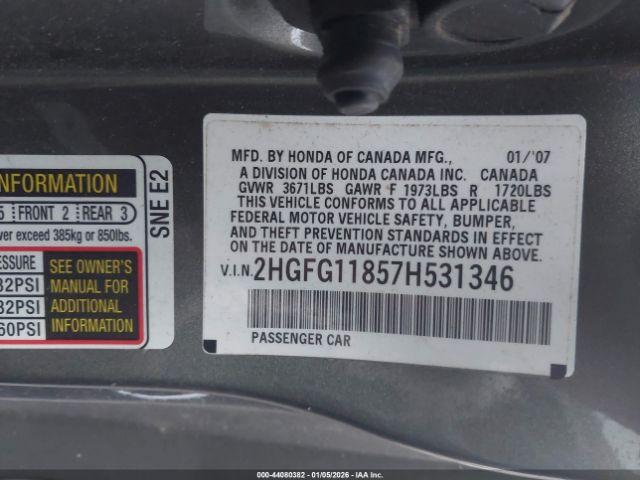 INFORMATION
5 FRONT 2 REAR 3
ver exceed 385kg or 850lbs.
ESSURE
32PSI
32PSI
60PSI
SEE OWNER'S
MANUAL FOR
ADDITIONAL
INFORMATION
SNE E2
MFD. BY HONDA OF CANADA MFG., 01/'07
A DIVISION OF HONDA CANADA INC. CANADA
GVWR 3671LBS GAWR F 1973LBS R 1720LBS
THIS VEHICLE CONFORMS TO ALL APPLICABLE
FEDERAL MOTOR VEHICLE SAFETY, BUMPER,
AND THEFT PREVENTION STANDARDS IN EFFECT
ON THE DATE OF MANUFACTURE SHOWN ABOVE.
V.I.N. 2HGFG11857H531346
PASSENGER CAR
000-44080382 - 01/05/2026 - IAA Inc.